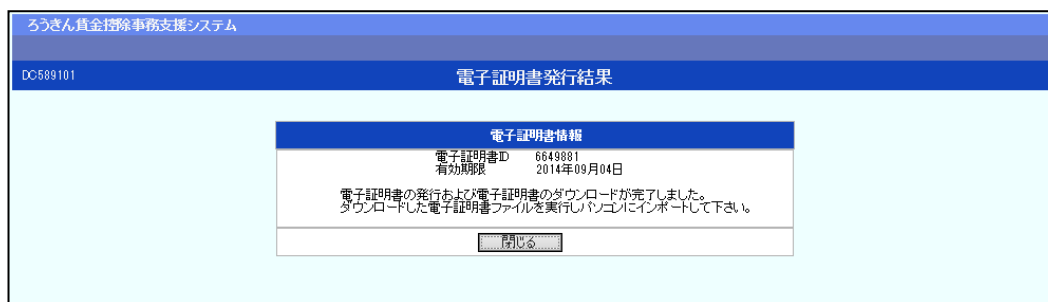 ろうきん賃金控除事務支援システム
DC589101
電子証明書発行結果
電子証明書情報
電子証明書ID 6649881
有効期限 2014年09月04日
電子証明書の発行および電子証明書のダウンロードが完了しました。
ダウンロードした電子証明書ファイルを実行しパソコンにインポートして下さい。
閉じる